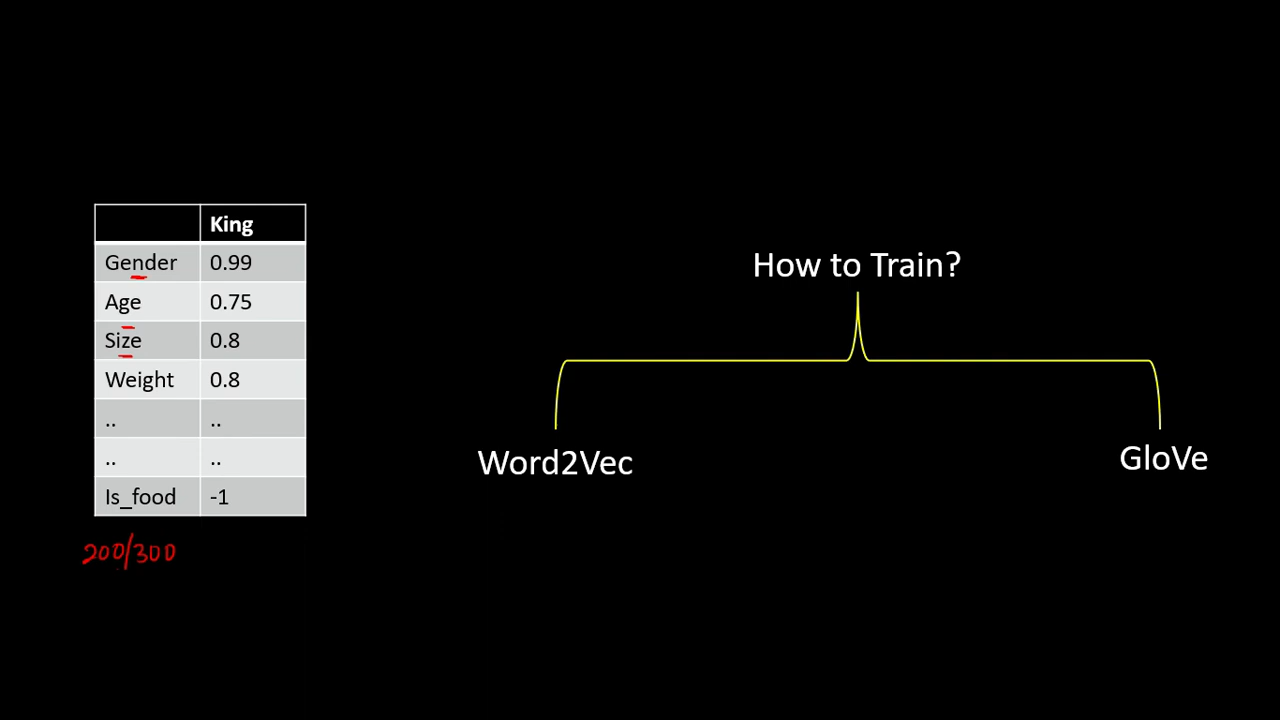 King
Gender 0.99
Age 0.75
Size 0.8
Weight 0.8
.. ..
.. ..
Is_food -1
200/300
How to Train?
Word2Vec
GloVe